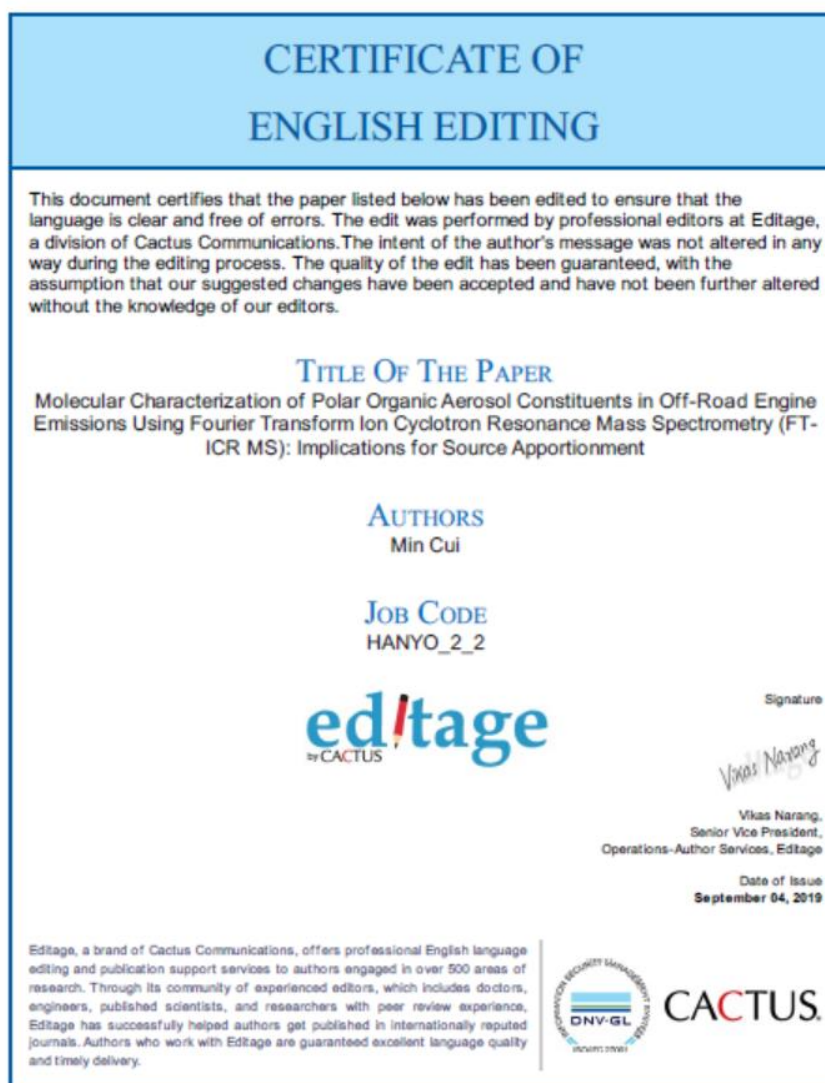 CERTIFICATE OF
ENGLISH EDITING
This document certifies that the paper listed below has been edited to ensure that the
language is clear and free of errors. The edit was performed by professional editors at Editage,
a division of Cactus Communications.The intent of the author's message was not altered in any
way during the editing process. The quality of the edit has been guaranteed, with the
assumption that our suggested changes have been accepted and have not been further altered
without the knowledge of our editors.
TITLE OF THE PAPER
Molecular Characterization of Polar Organic Aerosol Constituents in Off-Road Engine
Emissions Using Fourier Transform Ion Cyclotron Resonance Mass Spectrometry (FT-
ICR MS): Implications for Source Apportionment
AUTHORS
Min Cui
JOB CODE
HANYO_2_2
editage
by CACTUS
Signature
Vikas Narang
Vikas Narang,
Senior Vice President,
Operations-Author Services, Editage
Date of Issue
September 04, 2019
Editage, a brand of Cactus Communications, offers professional English language
editing and publication support services to authors engaged in over 500 areas of
research. Through its community of experienced editors, which includes doctors,
engineers, published scientists, and researchers with peer review experience,
Editage has successfully helped authors get published in internationally reputed
journals. Authors who work with Editage are guaranteed excellent language quality
and timely delivery.
INFORMATION SECURITY MANAGEMENT SYSTEM
DNV·GL
ISO/IEC 27001
CACTUS.